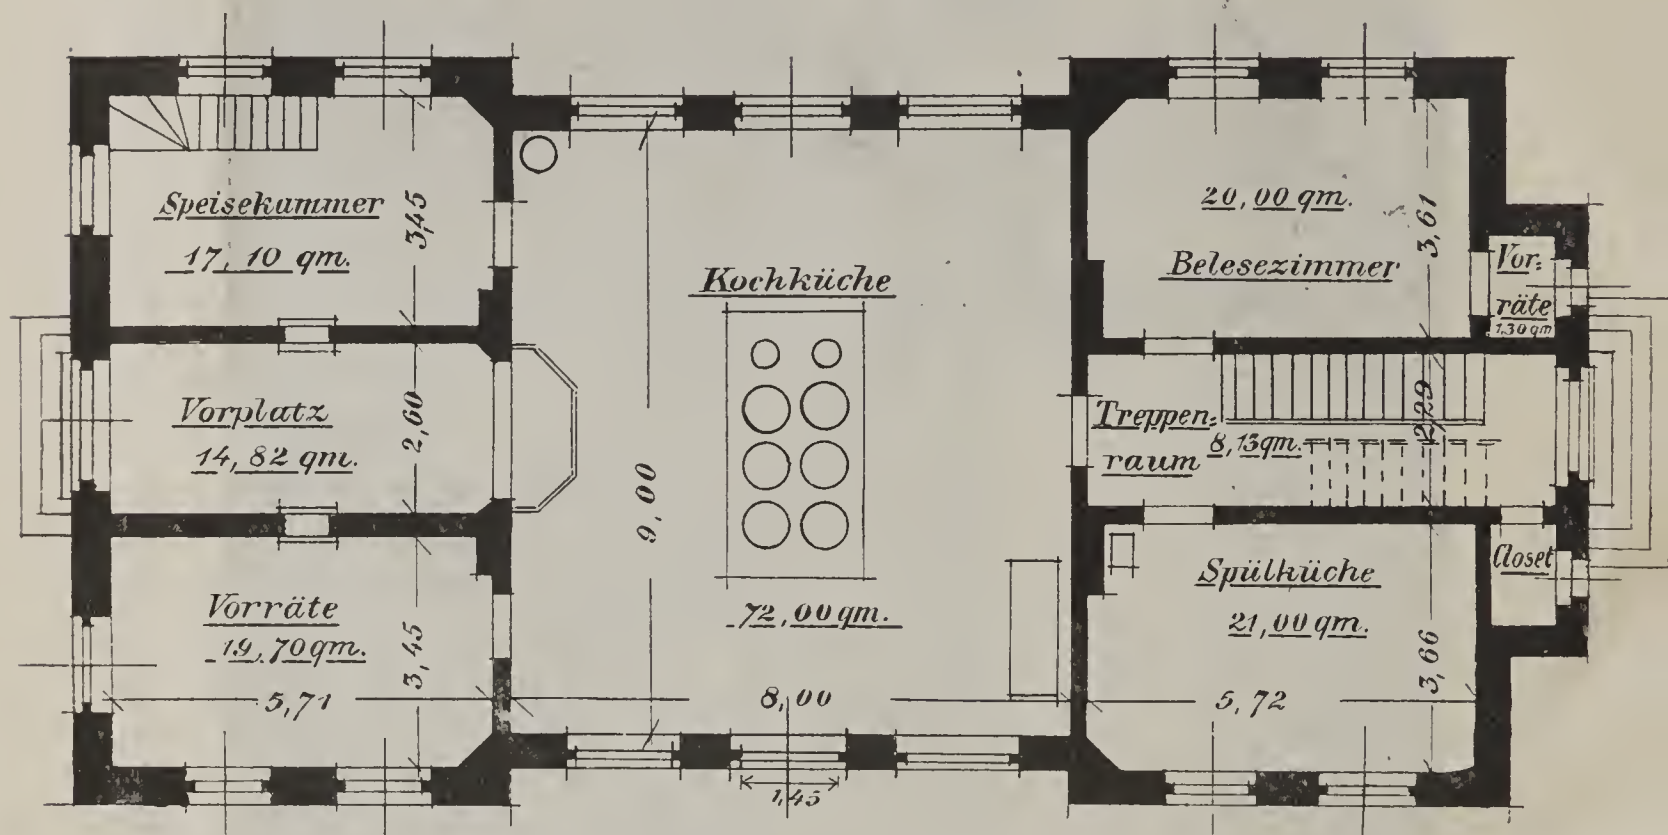 Speisekammer
17,10 qm.
3,45
Vorplatz
14,82 qm.
2,60
Vorräte
19,70 qm.
3,45
5,71
Kochküche
9,00
72,00 qm.
8,00
1,45
20,00 qm.
Belesezimmer
3,61
Vor=
räte
1,30 qm
Treppen=
raum
8,13 qm.
2,29
Spülküche
21,00 qm.
3,66
5,72
Closet